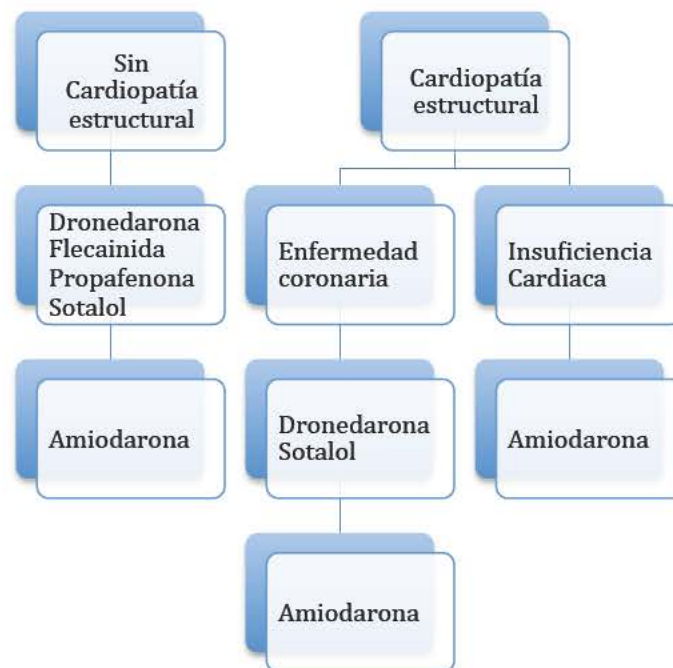 Sin
Cardiopatía
estructural
Dronedarona
Flecainida
Propafenona
Sotalol
Amiodarona
Cardiopatía
estructural
Enfermedad
coronaria
Dronedarona
Sotalol
Amiodarona
Insuficiencia
Cardiaca
Amiodarona